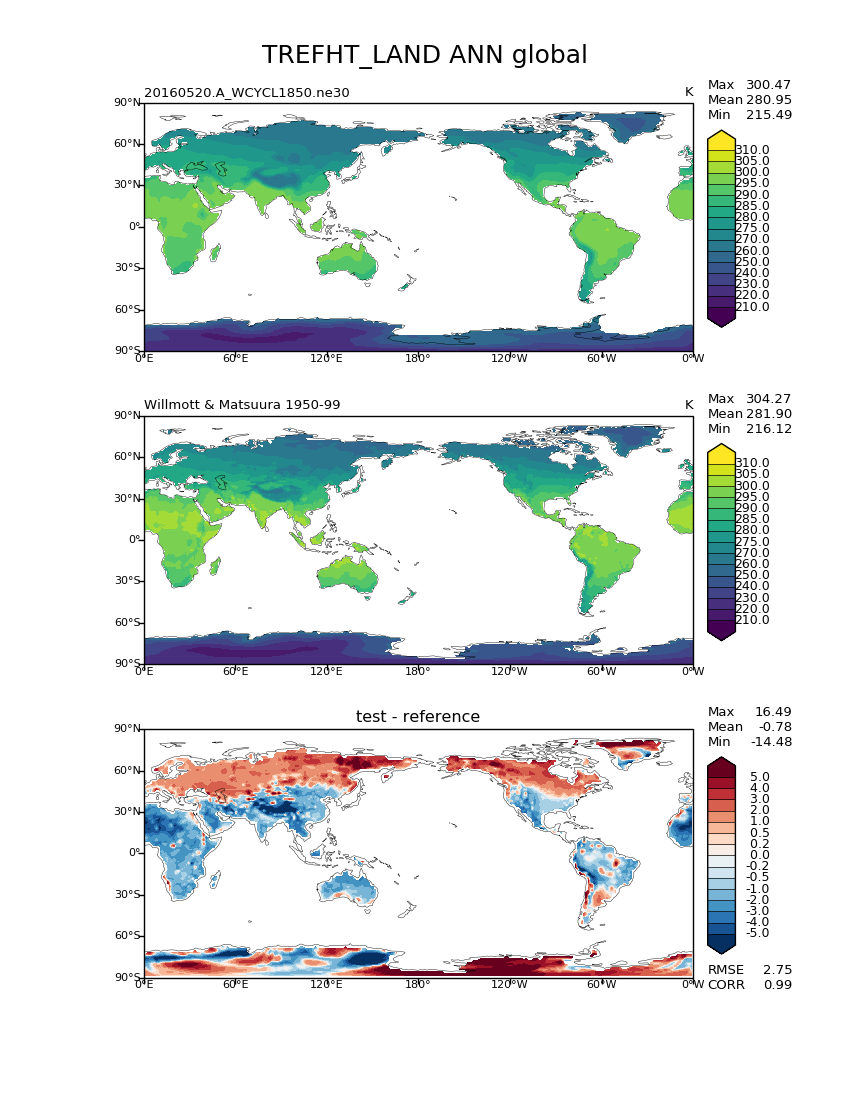 TREFHT_LAND ANN global
20160520.A_WCYCL1850.ne30
K
Max 300.47
Mean 280.95
Min 215.49
90°N
60°N
30°N
0°
30°S
60°S
90°S
0°E 60°E 120°E 180° 120°W 60°W 0°W
310.0
305.0
300.0
295.0
290.0
285.0
280.0
275.0
270.0
260.0
250.0
240.0
230.0
220.0
210.0
Willmott & Matsuura 1950-99
K
Max 304.27
Mean 281.90
Min 216.12
90°N
60°N
30°N
0°
30°S
60°S
90°S
0°E 60°E 120°E 180° 120°W 60°W 0°W
310.0
305.0
300.0
295.0
290.0
285.0
280.0
275.0
270.0
260.0
250.0
240.0
230.0
220.0
210.0
test - reference
Max 16.49
Mean -0.78
Min -14.48
90°N
60°N
30°N
0°
30°S
60°S
90°S
0°E 60°E 120°E 180° 120°W 60°W 0°W
5.0
4.0
3.0
2.0
1.0
0.5
0.2
0.0
-0.2
-0.5
-1.0
-2.0
-3.0
-4.0
-5.0
RMSE 2.75
CORR 0.99